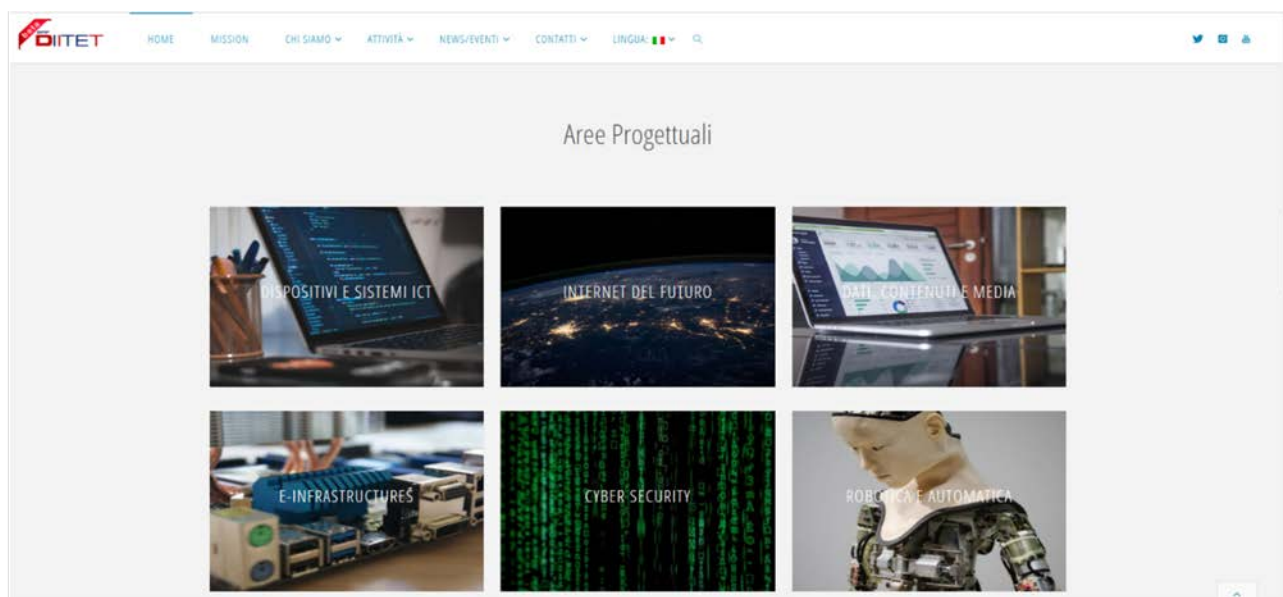 DIITET
HOME
MISSION
CHI SIAMO
ATTIVITÀ
NEWS/EVENTI
CONTATTI
LINGUA:
Aree Progettuali
DISPOSITIVI E SISTEMI ICT
INTERNET DEL FUTURO
DATI, CONTENUTI E MEDIA
E-INFRASTRUCTURES
CYBER SECURITY
ROBOTICA E AUTOMATICA